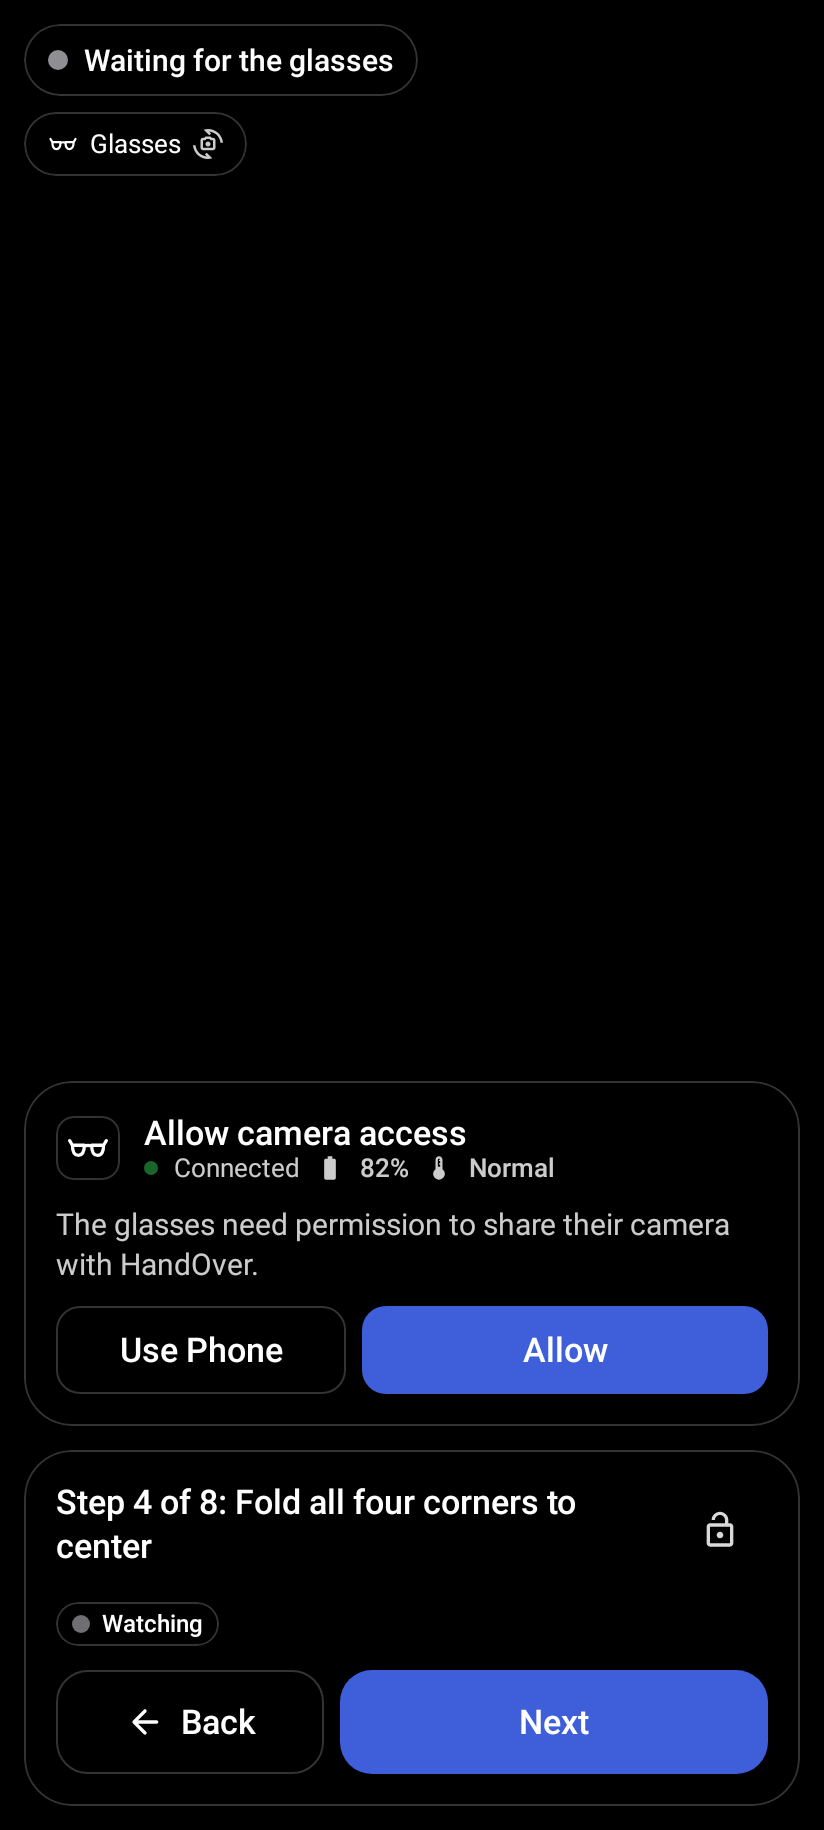 Waiting for the glasses
Glasses
Allow camera access
Connected 82% Normal
The glasses need permission to share their camera
with HandOver.
Use Phone Allow
Step 4 of 8: Fold all four corners to
center
Watching
Back Next